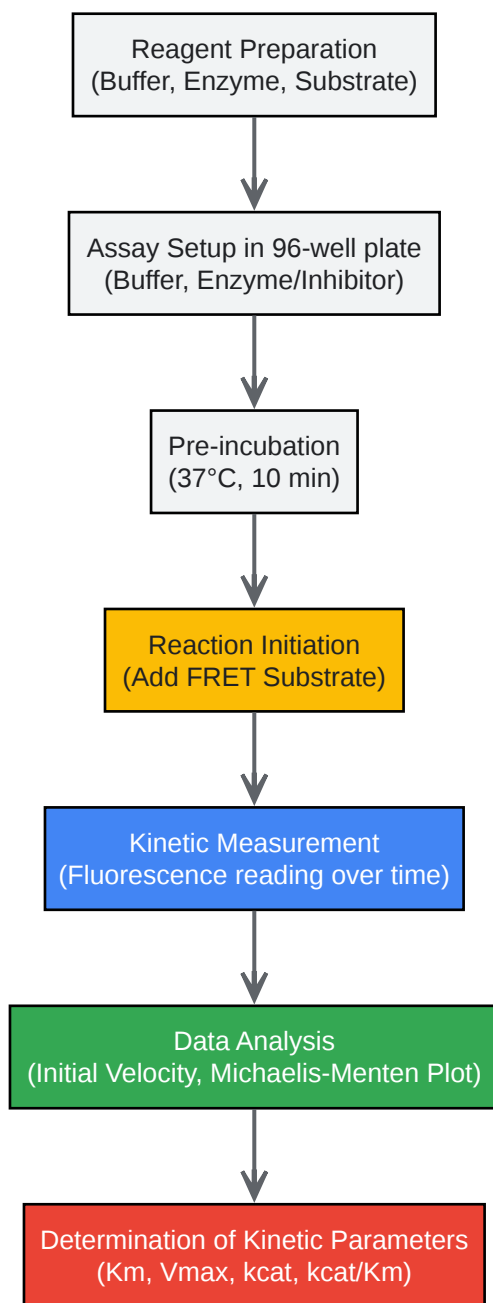 Reagent Preparation
(Buffer, Enzyme, Substrate)
Assay Setup in 96-well plate
(Buffer, Enzyme/Inhibitor)
Pre-incubation
(37°C, 10 min)
Reaction Initiation
(Add FRET Substrate)
Kinetic Measurement
(Fluorescence reading over time)
Data Analysis
(Initial Velocity, Michaelis-Menten Plot)
Determination of Kinetic Parameters
(Km, Vmax, kcat, kcat/Km)